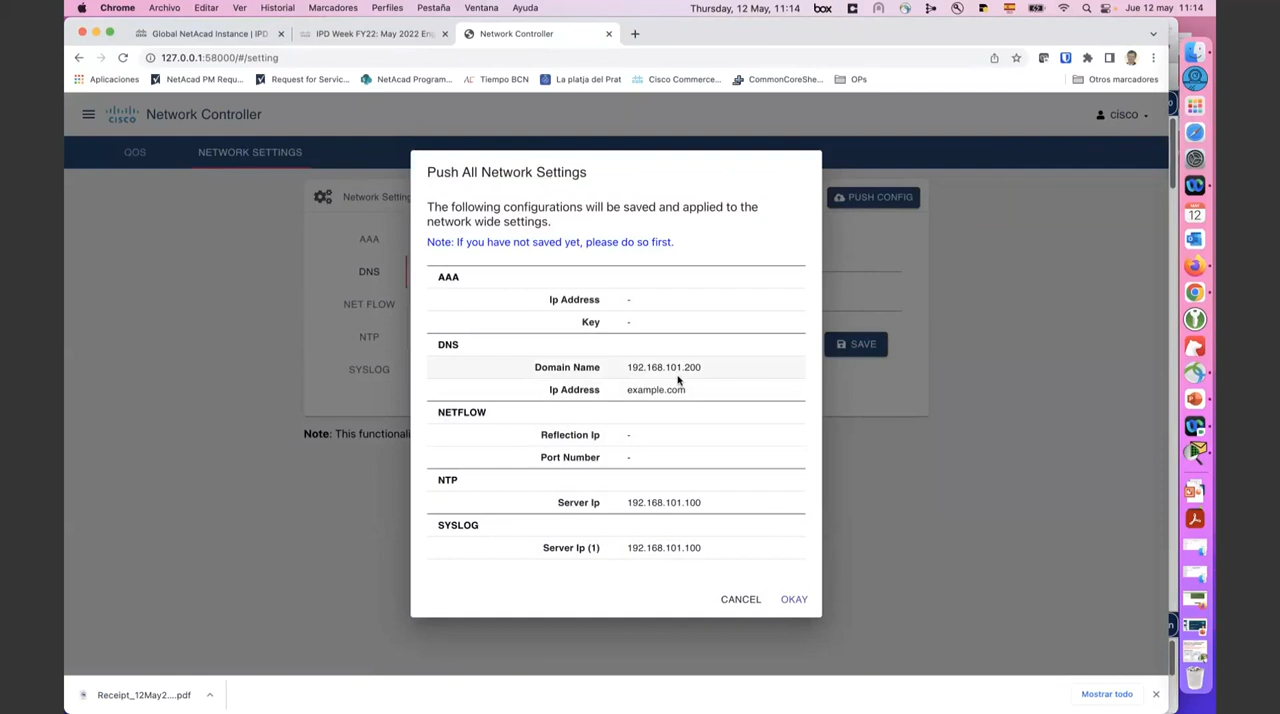 Chrome Archivo Editar Ver Historial Marcadores Perfiles Pestaña Ventana Ayuda Thursday, 12 May, 11:14 box Jue 12 may 11:14
Global NetAcad Instance | IPD IPD Week FY22: May 2022 En Network Controller
127.0.0.1:58000/#/setting
Aplicaciones NetAcad PM Requ... Request for Servic... NetAcad Program... Tiempo BCN La platja del Prat Cisco Commerce... CommonCoreShe... OPs Otros marcadores
CISCO Network Controller cisco
QOS NETWORK SETTINGS
Network Setting PUSH CONFIG
AAA
DNS
NET FLOW
NTP
SYSLOG
SAVE
Note: This functionali
Push All Network Settings
The following configurations will be saved and applied to the
network wide settings.
Note: If you have not saved yet, please do so first.
AAA
Ip Address -
Key -
DNS
Domain Name 192.168.101.200
Ip Address example.com
NETFLOW
Reflection Ip -
Port Number -
NTP
Server Ip 192.168.101.100
SYSLOG
Server Ip (1) 192.168.101.100
CANCEL OKAY
MAY
12
Receipt_12May2....pdf Mostrar todo